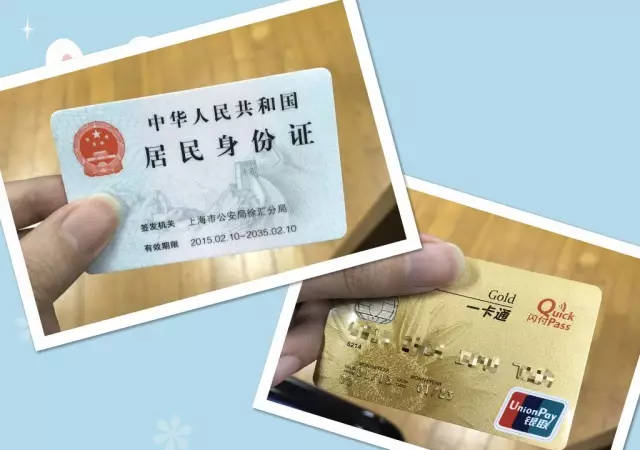 中华人民共和国
居民身份证
签发机关 上海市公安局徐汇分局
有效期限 2015.02.10-2035.02.10
Gold
一卡通
Quick
闪付Pass
6214
UnionPay
银联